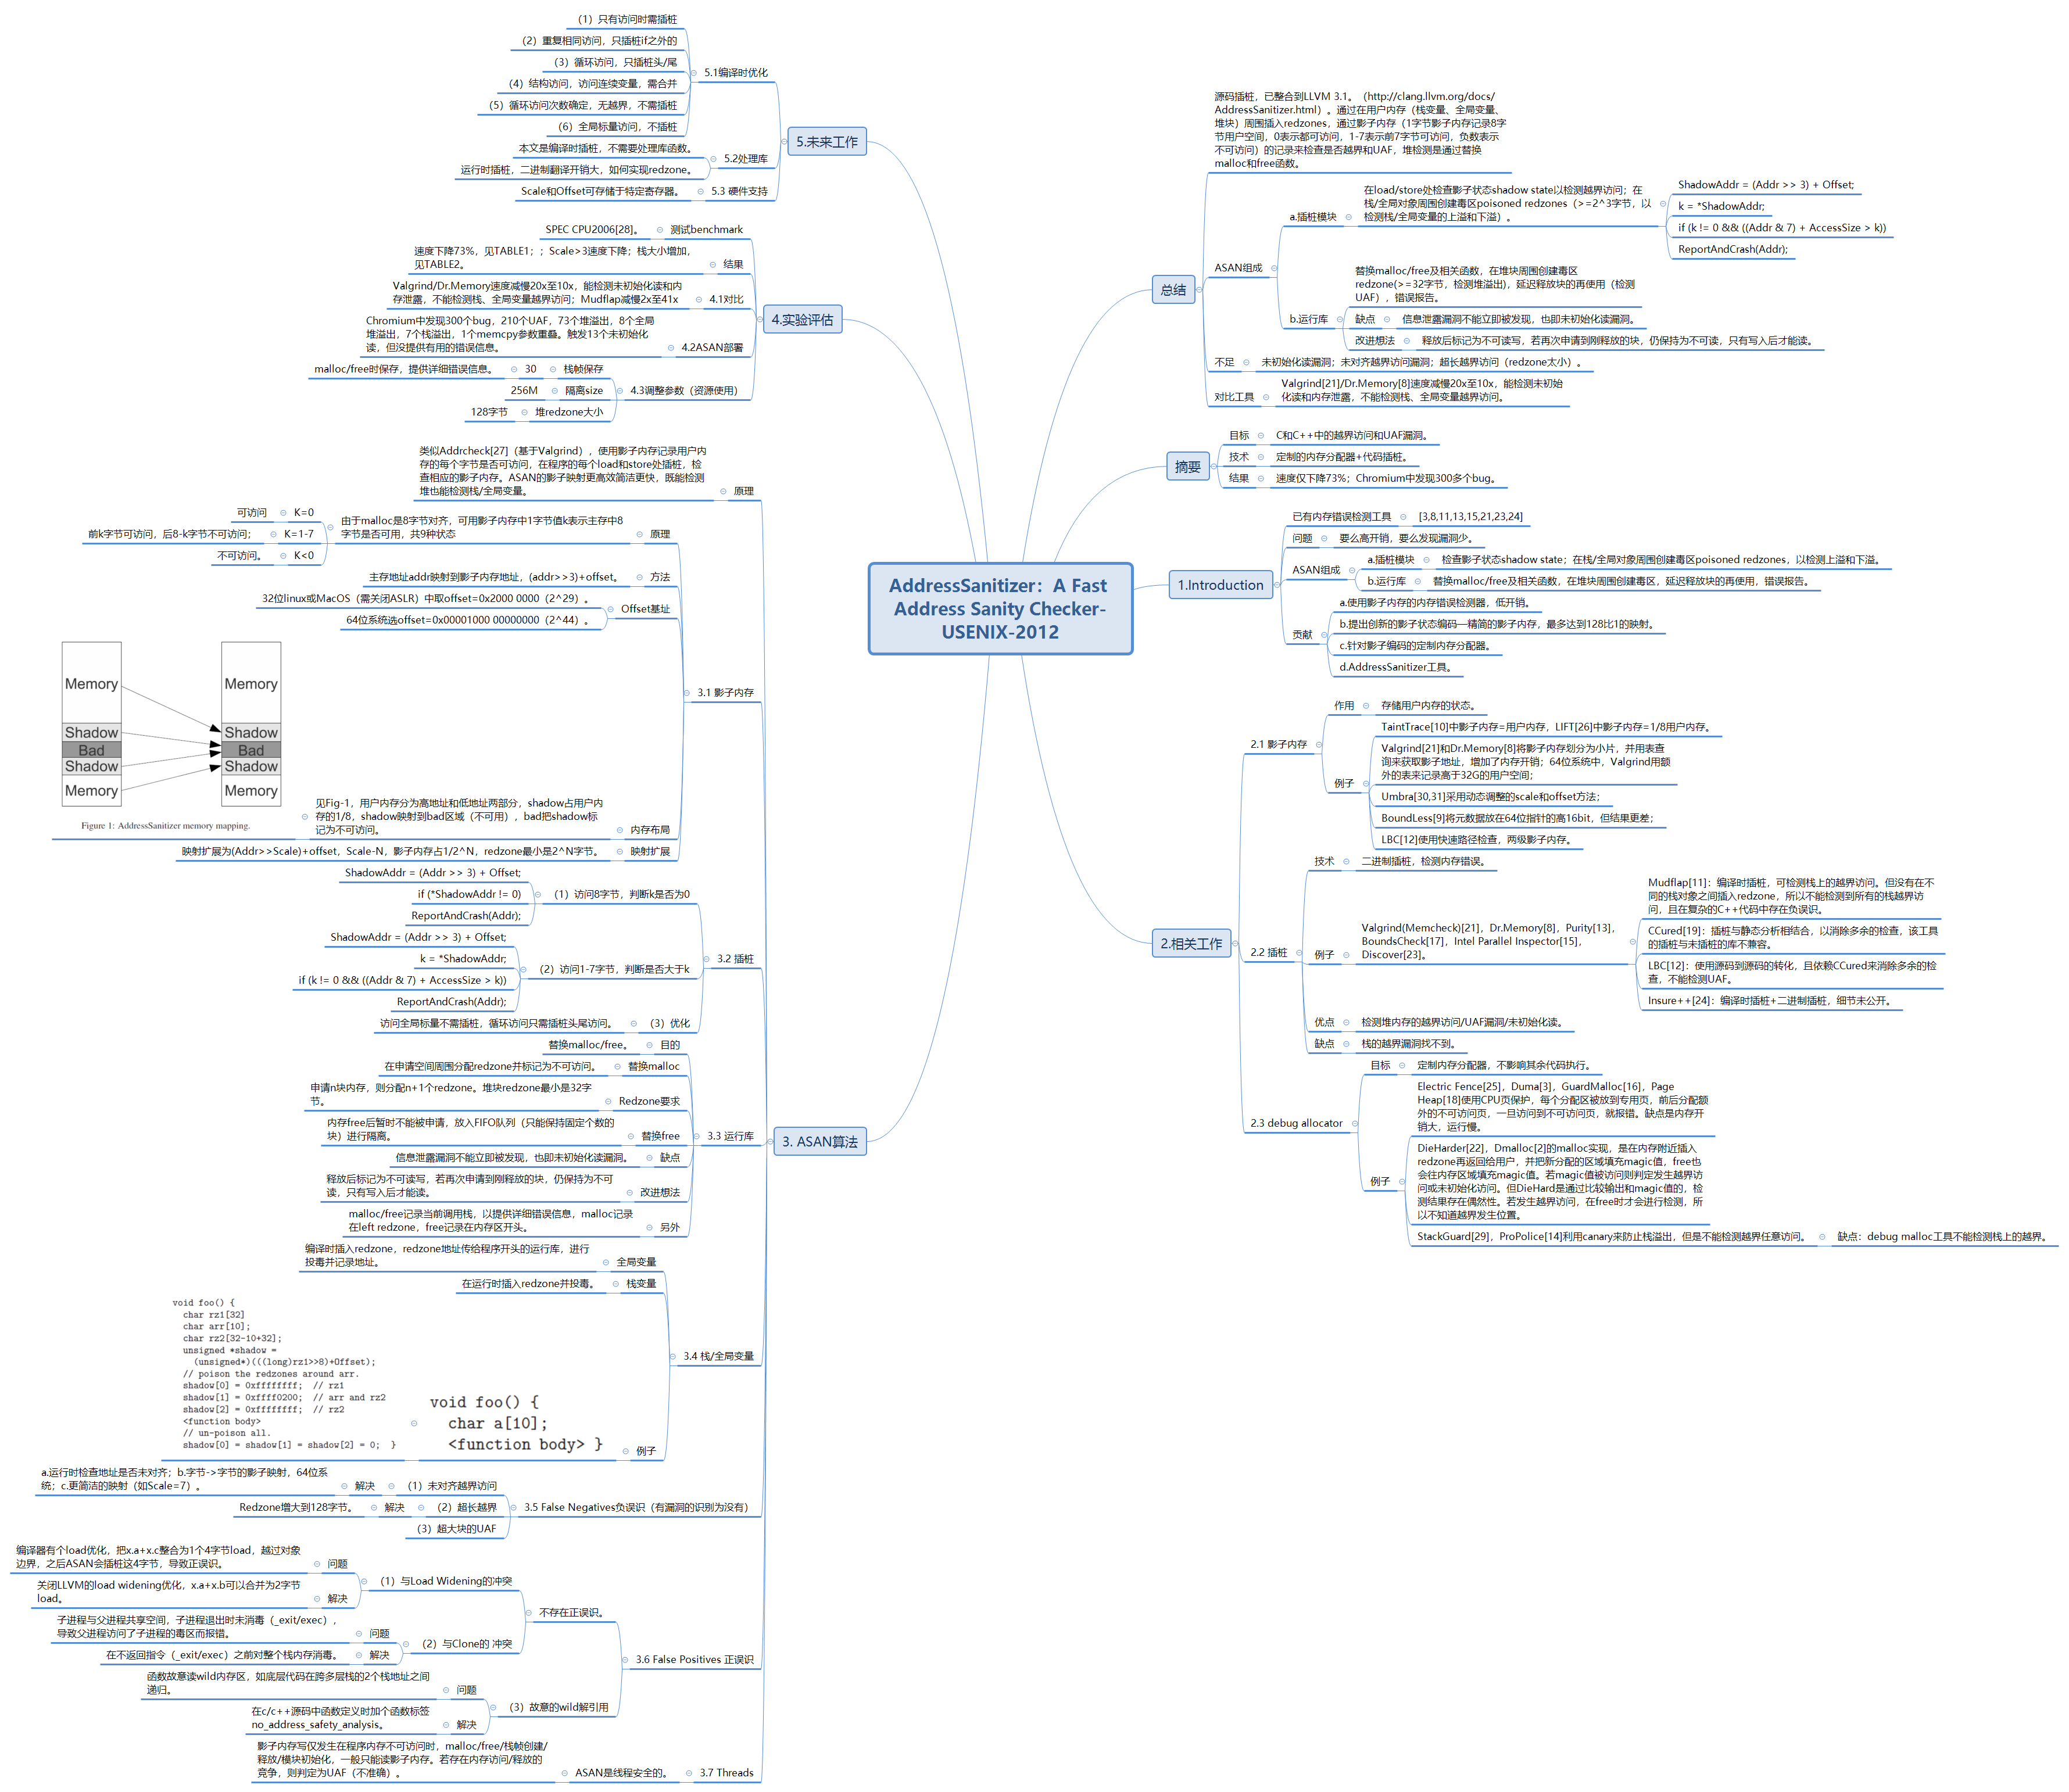 AddressSanitizer：A Fast
Address Sanity Checker-
USENIX-2012
总结
源码插桩，已整合到LLVM 3.1。（http://clang.llvm.org/docs/
AddressSanitizer.html）。通过在用户内存（栈变量、全局变量、
堆块）周围插入redzones，通过影子内存（1字节影子内存记录8字
节用户空间，0表示都可访问，1-7表示前7字节可访问，负数表示
不可访问）的记录来检查是否越界和UAF，堆检测是通过替换
malloc和free函数。
ASAN组成
a.插桩模块
在load/store处检查影子状态shadow state以检测越界访问；在
栈/全局对象周围创建毒区poisoned redzones（>=2^3字节，以
检测栈/全局变量的上溢和下溢）。
ShadowAddr = (Addr >> 3) + Offset;
k = *ShadowAddr;
if (k != 0 && ((Addr & 7) + AccessSize > k))
ReportAndCrash(Addr);
b.运行库
替换malloc/free及相关函数，在堆块周围创建毒区
redzone(>=32字节，检测堆溢出)，延迟释放块的再使用（检测
UAF），错误报告。
缺点
信息泄露漏洞不能立即被发现，也即未初始化读漏洞。
改进想法
释放后标记为不可读写，若再次申请到刚释放的块，仍保持为不可读，只有写入后才能读。
不足
未初始化读漏洞；未对齐越界访问漏洞；超长越界访问（redzone太小）。
对比工具
Valgrind[21]/Dr.Memory[8]速度减慢20x至10x，能检测未初始
化读和内存泄露，不能检测栈、全局变量越界访问。
摘要
目标
C和C++中的越界访问和UAF漏洞。
技术
定制的内存分配器+代码插桩。
结果
速度仅下降73%；Chromium中发现300多个bug。
1.Introduction
已有内存错误检测工具
[3,8,11,13,15,21,23,24]
问题
要么高开销，要么发现漏洞少。
ASAN组成
a.插桩模块
检查影子状态shadow state；在栈/全局对象周围创建毒区poisoned redzones，以检测上溢和下溢。
b.运行库
替换malloc/free及相关函数，在堆块周围创建毒区，延迟释放块的再使用，错误报告。
贡献
a.使用影子内存的内存错误检测器，低开销。
b.提出创新的影子状态编码—精简的影子内存，最多达到128比1的映射。
c.针对影子编码的定制内存分配器。
d.AddressSanitizer工具。
2.相关工作
2.1 影子内存
作用
存储用户内存的状态。
例子
TaintTrace[10]中影子内存=用户内存，LIFT[26]中影子内存=1/8用户内存。
Valgrind[21]和Dr.Memory[8]将影子内存划分为小片，并用表查
询来获取影子地址，增加了内存开销；64位系统中，Valgrind用额
外的表来记录高于32G的用户空间；
Umbra[30,31]采用动态调整的scale和offset方法；
BoundLess[9]将元数据放在64位指针的高16bit，但结果更差；
LBC[12]使用快速路径检查，两级影子内存。
2.2 插桩
技术
二进制插桩，检测内存错误。
例子
Valgrind(Memcheck)[21]，Dr.Memory[8]，Purity[13]，
BoundsCheck[17]，Intel Parallel Inspector[15]，
Discover[23]。
Mudflap[11]：编译时插桩，可检测栈上的越界访问。但没有在不
同的栈对象之间插入redzone，所以不能检测到所有的栈越界访
问，且在复杂的C++代码中存在负误识。
CCured[19]：插桩与静态分析相结合，以消除多余的检查，该工具
的插桩与未插桩的库不兼容。
LBC[12]：使用源码到源码的转化，且依赖CCured来消除多余的检
查，不能检测UAF。
Insure++[24]：编译时插桩+二进制插桩，细节未公开。
优点
检测堆内存的越界访问/UAF漏洞/未初始化读。
缺点
栈的越界漏洞找不到。
2.3 debug allocator
目标
定制内存分配器，不影响其余代码执行。
例子
Electric Fence[25]，Duma[3]，GuardMalloc[16]，Page
Heap[18]使用CPU页保护，每个分配区被放到专用页，前后分配额
外的不可访问页，一旦访问到不可访问页，就报错。缺点是内存开
销大，运行慢。
DieHarder[22]，Dmalloc[2]的malloc实现，是在内存附近插入
redzone再返回给用户，并把新分配的区域填充magic值，free也
会往内存区域填充magic值。若magic值被访问则判定发生越界访
问或未初始化访问。但DieHard是通过比较输出和magic值的，检
测结果存在偶然性。若发生越界访问，在free时才会进行检测，所
以不知道越界发生位置。
StackGuard[29]，ProPolice[14]利用canary来防止栈溢出，但是不能检测越界任意访问。
缺点：debug malloc工具不能检测栈上的越界。
3. ASAN算法
原理
类似Addrcheck[27]（基于Valgrind），使用影子内存记录用户内
存的每个字节是否可访问，在程序的每个load和store处插桩，检
查相应的影子内存。ASAN的影子映射更高效简洁更快，既能检测
堆也能检测栈/全局变量。
3.1 影子内存
原理
由于malloc是8字节对齐，可用影子内存中1字节值k表示主存中8
字节是否可用，共9种状态
K=0
可访问
K=1-7
前k字节可访问，后8-k字节不可访问；
K<0
不可访问。
方法
主存地址addr映射到影子内存地址，(addr>>3)+offset。
Offset基址
32位linux或MacOS（需关闭ASLR）中取offset=0x2000 0000（2^29）。
64位系统选offset=0x00001000 00000000（2^44）。
内存布局
见Fig-1，用户内存分为高地址和低地址两部分，shadow占用户内
存的1/8，shadow映射到bad区域（不可用），bad把shadow标
记为不可访问。
Memory
Shadow
Bad
Shadow
Memory
Memory
Shadow
Bad
Shadow
Memory
Figure 1: AddressSanitizer memory mapping.
映射扩展
映射扩展为(Addr>>Scale)+offset，Scale-N，影子内存占1/2^N，redzone最小是2^N字节。
3.2 插桩
（1）访问8字节，判断k是否为0
ShadowAddr = (Addr >> 3) + Offset;
if (*ShadowAddr != 0)
ReportAndCrash(Addr);
（2）访问1-7字节，判断是否大于k
ShadowAddr = (Addr >> 3) + Offset;
k = *ShadowAddr;
if (k != 0 && ((Addr & 7) + AccessSize > k))
ReportAndCrash(Addr);
（3）优化
访问全局标量不需插桩，循环访问只需插桩头尾访问。
3.3 运行库
目的
替换malloc/free。
替换malloc
在申请空间周围分配redzone并标记为不可访问。
Redzone要求
申请n块内存，则分配n+1个redzone。堆块redzone最小是32字
节。
替换free
内存free后暂时不能被申请，放入FIFO队列（只能保持固定个数的
块）进行隔离。
缺点
信息泄露漏洞不能立即被发现，也即未初始化读漏洞。
改进想法
释放后标记为不可读写，若再次申请到刚释放的块，仍保持为不可
读，只有写入后才能读。
另外
malloc/free记录当前调用栈，以提供详细错误信息，malloc记录
在left redzone，free记录在内存区开头。
3.4 栈/全局变量
全局变量
编译时插入redzone，redzone地址传给程序开头的运行库，进行
投毒并记录地址。
栈变量
在运行时插入redzone并投毒。
例子
void foo() {
char a[10];
<function body> }
void foo() {
char rz1[32]
char arr[10];
char rz2[32-10+32];
unsigned *shadow =
(unsigned*)(((long)rz1>>8)+Offset);
// poison the redzones around arr.
shadow[0] = 0xffffffff; // rz1
shadow[1] = 0xffff0200; // arr and rz2
shadow[2] = 0xffffffff; // rz2
<function body>
// un-poison all.
shadow[0] = shadow[1] = shadow[2] = 0; }
3.5 False Negatives负误识（有漏洞的识别为没有）
（1）未对齐越界访问
解决
a.运行时检查地址是否未对齐；b.字节->字节的影子映射，64位系
统；c.更简洁的映射（如Scale=7）。
（2）超长越界
解决
Redzone增大到128字节。
（3）超大块的UAF
3.6 False Positives 正误识
不存在正误识。
（1）与Load Widening的冲突
问题
编译器有个load优化，把x.a+x.c整合为1个4字节load，越过对象
边界，之后ASAN会插桩这4字节，导致正误识。
解决
关闭LLVM的load widening优化，x.a+x.b可以合并为2字节
load。
（2）与Clone的 冲突
问题
子进程与父进程共享空间，子进程退出时未消毒（_exit/exec），
导致父进程访问了子进程的毒区而报错。
解决
在不返回指令（_exit/exec）之前对整个栈内存消毒。
（3）故意的wild解引用
问题
函数故意读wild内存区，如底层代码在跨多层栈的2个栈地址之间
递归。
解决
在c/c++源码中函数定义时加个函数标签
no_address_safety_analysis。
3.7 Threads
ASAN是线程安全的。
影子内存写仅发生在程序内存不可访问时，malloc/free/栈帧创建/
释放/模块初始化，一般只能读影子内存。若存在内存访问/释放的
竞争，则判定为UAF（不准确）。
4.实验评估
测试benchmark
SPEC CPU2006[28]。
结果
速度下降73%，见TABLE1；；Scale>3速度下降；栈大小增加，
见TABLE2。
4.1对比
Valgrind/Dr.Memory速度减慢20x至10x，能检测未初始化读和内
存泄露，不能检测栈、全局变量越界访问；Mudflap减慢2x至41x
4.2ASAN部署
Chromium中发现300个bug，210个UAF，73个堆溢出，8个全局
堆溢出，7个栈溢出，1个memcpy参数重叠。触发13个未初始化
读，但没提供有用的错误信息。
4.3调整参数（资源使用）
栈帧保存
30
malloc/free时保存，提供详细错误信息。
隔离size
256M
堆redzone大小
128字节
5.未来工作
5.1编译时优化
（1）只有访问时需插桩
（2）重复相同访问，只插桩if之外的
（3）循环访问，只插桩头/尾
（4）结构访问，访问连续变量，需合并
（5）循环访问次数确定，无越界，不需插桩
（6）全局标量访问，不插桩
5.2处理库
本文是编译时插桩，不需要处理库函数。
运行时插桩，二进制翻译开销大，如何实现redzone。
5.3 硬件支持
Scale和Offset可存储于特定寄存器。